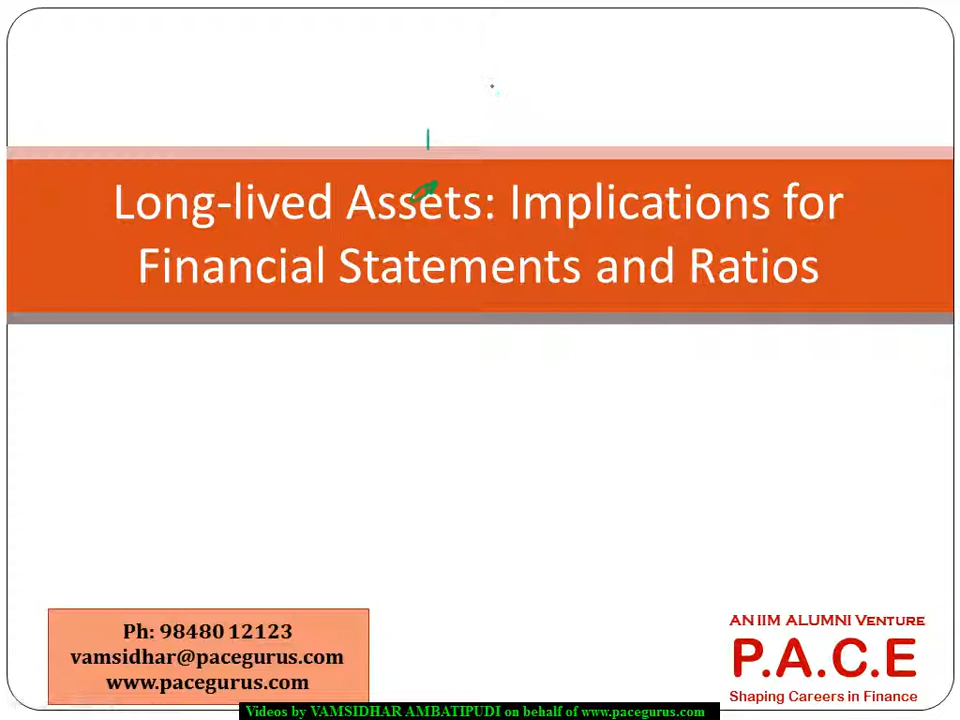 Long-lived Assets: Implications for
Financial Statements and Ratios
Ph: 98480 12123
vamsidhar@pacegurus.com
www.pacegurus.com
AN IIM ALUMNI VENTURE
P.A.C.E
Shaping Careers in Finance
Videos by VAMSIDHAR AMBATIPUDI on behalf of www.pacegurus.com